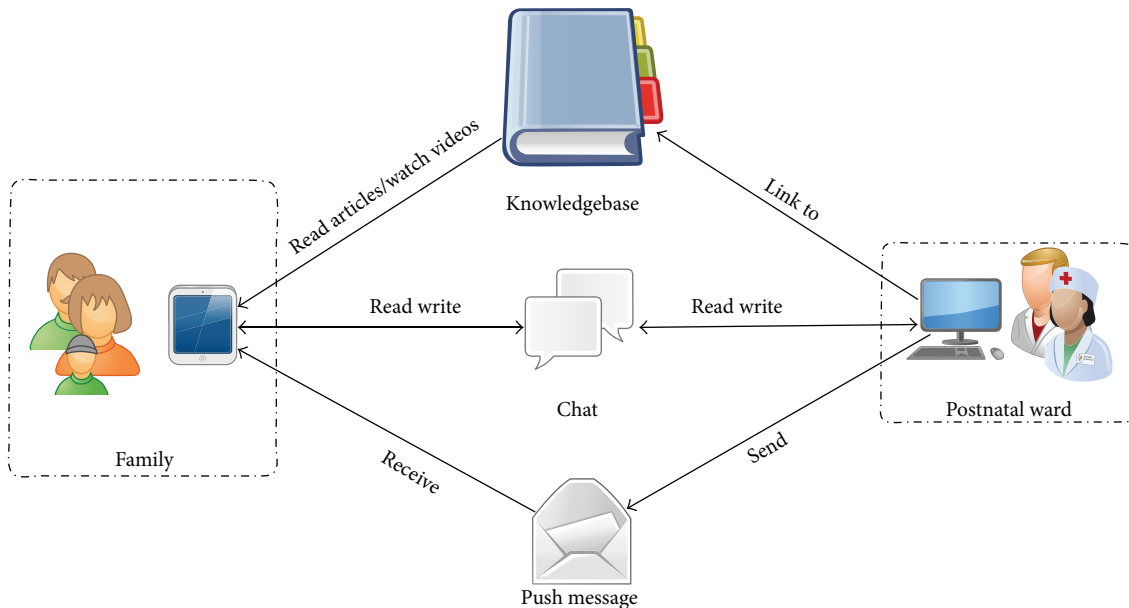 Read articles/watch videos
Knowledgebase
Link to
Read write
Read write
Chat
Family
Postnatal ward
Receive
Send
Push message